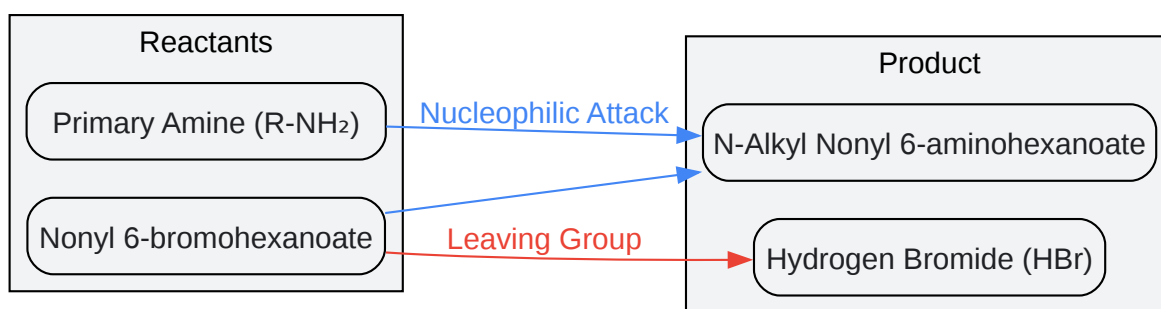 Reactants
Product
Primary Amine (R-NH₂)
Nucleophilic Attack
N-Alkyl Nonyl 6-aminohexanoate
Nonyl 6-bromohexanoate
Leaving Group
Hydrogen Bromide (HBr)